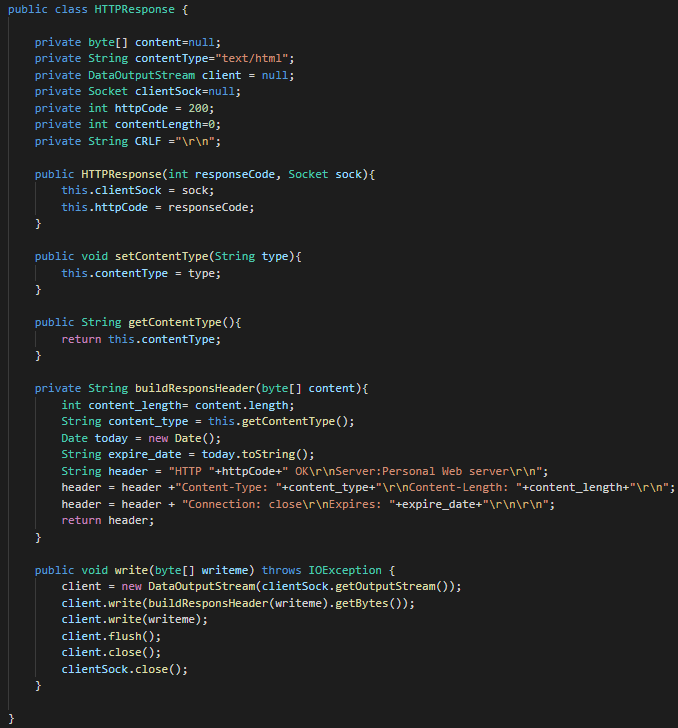 public class HTTPResponse {
private byte[] content=null;
private String contentType="text/html";
private DataOutputStream client = null;
private Socket clientSock=null;
private int httpCode = 200;
private int contentLength=0;
private String CRLF ="\r\n";
public HTTPResponse(int responseCode, Socket sock){
this.clientSock = sock;
this.httpCode = responseCode;
}
public void setContentType(String type){
this.contentType = type;
}
public String getContentType(){
return this.contentType;
}
private String buildResponsHeader(byte[] content){
int content_length= content.length;
String content_type = this.getContentType();
Date today = new Date();
String expire_date = today.toString();
String header = "HTTP "+httpCode+" OK\r\nServer:Personal Web server\r\n";
header = header +"Content-Type: "+content_type+"\r\nContent-Length: "+content_length+"\r\n";
header = header + "Connection: close\r\nExpires: "+expire_date+"\r\n\r\n";
return header;
}
public void write(byte[] writeme) throws IOException {
client = new DataOutputStream(clientSock.getOutputStream());
client.write(buildResponsHeader(writeme).getBytes());
client.write(writeme);
client.flush();
client.close();
clientSock.close();
}
}